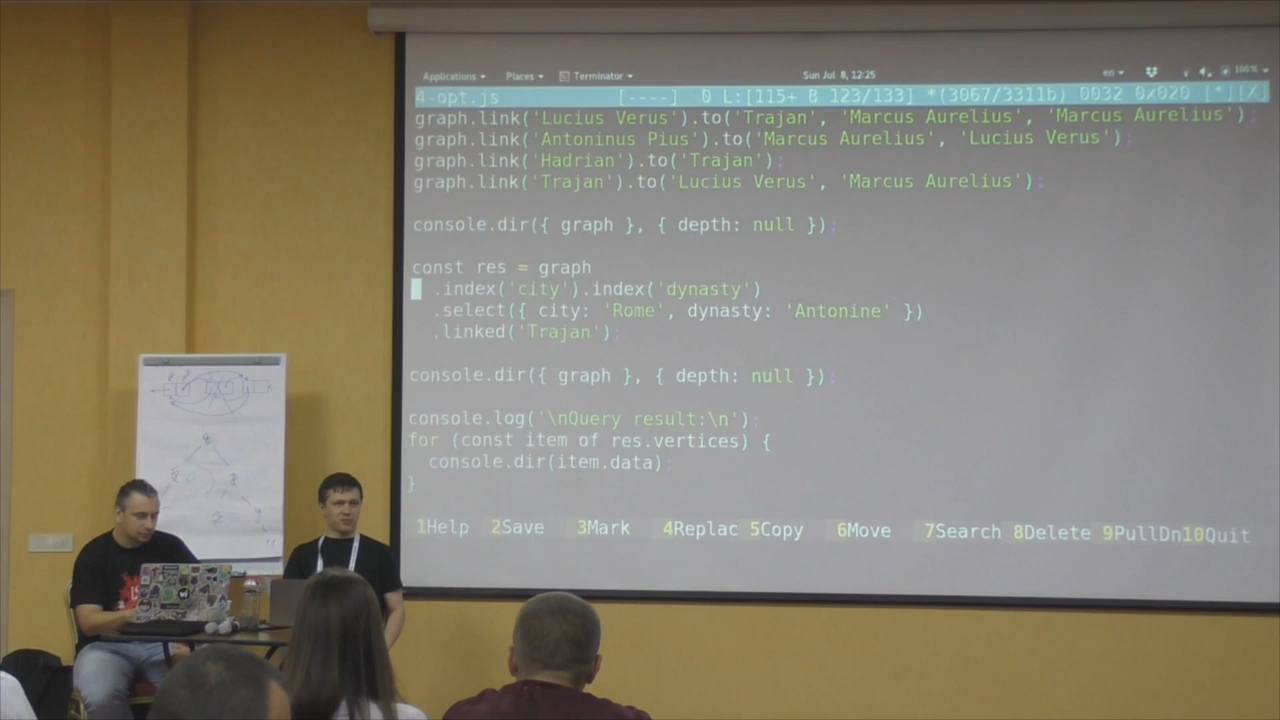 Applications Places Terminator Sun Jul 8, 12:25 en 100%
4-opt.js [----] 0 L:[115+ 8 123/133] *(3067/3311b) 0032 0x020 [*][X]
graph.link('Lucius Verus').to('Trajan', 'Marcus Aurelius', 'Marcus Aurelius');
graph.link('Antoninus Pius').to('Marcus Aurelius', 'Lucius Verus');
graph.link('Hadrian').to('Trajan');
graph.link('Trajan').to('Lucius Verus', 'Marcus Aurelius');
console.dir({ graph }, { depth: null });
const res = graph
.index('city').index('dynasty')
.select({ city: 'Rome', dynasty: 'Antonine' })
.linked('Trajan');
console.dir({ graph }, { depth: null });
console.log('\nQuery result:\n');
for (const item of res.vertices) {
console.dir(item.data);
}
1Help 2Save 3Mark 4Replac 5Copy 6Move 7Search 8Delete 9PullDn 10Quit